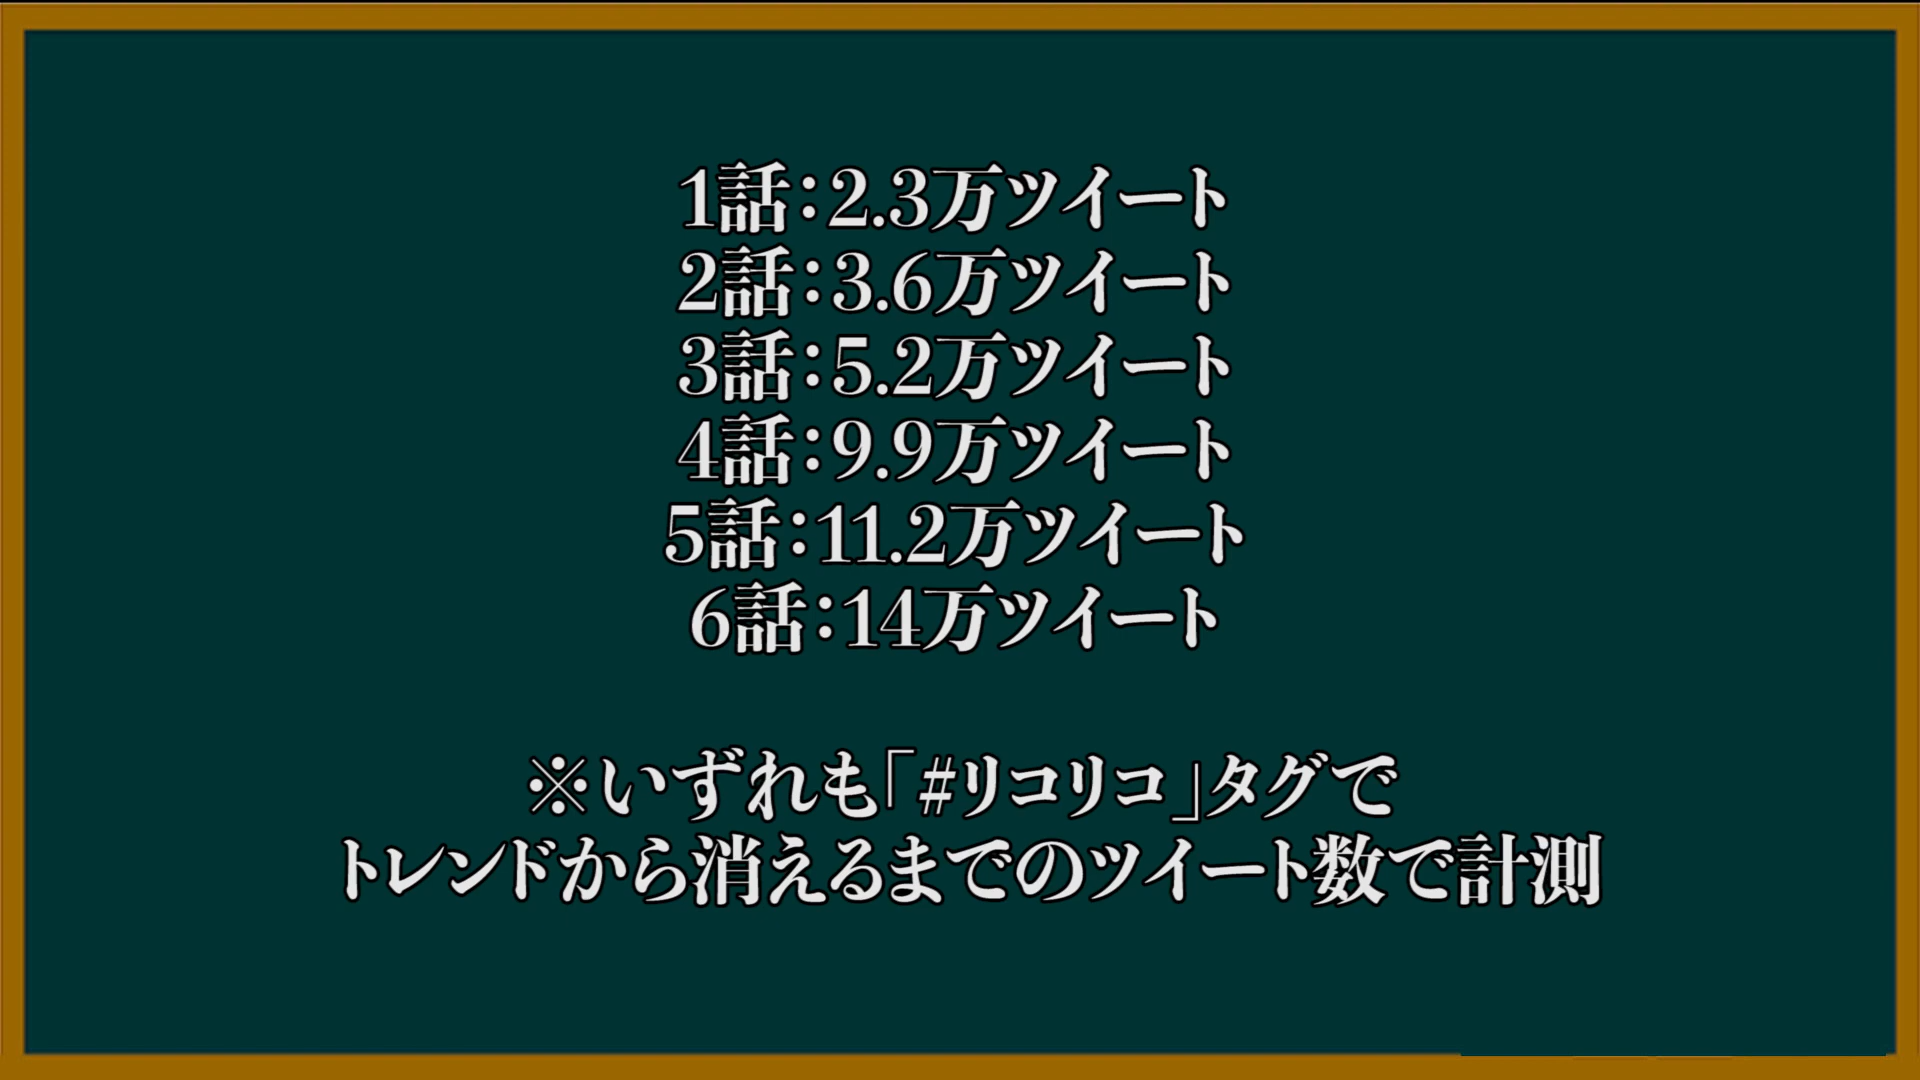 1話：2.3万ツイート
2話：3.6万ツイート
3話：5.2万ツイート
4話：9.9万ツイート
5話：11.2万ツイート
6話：14万ツイート
※いずれも「#リコリコ」タグで
トレンドから消えるまでのツイート数で計測